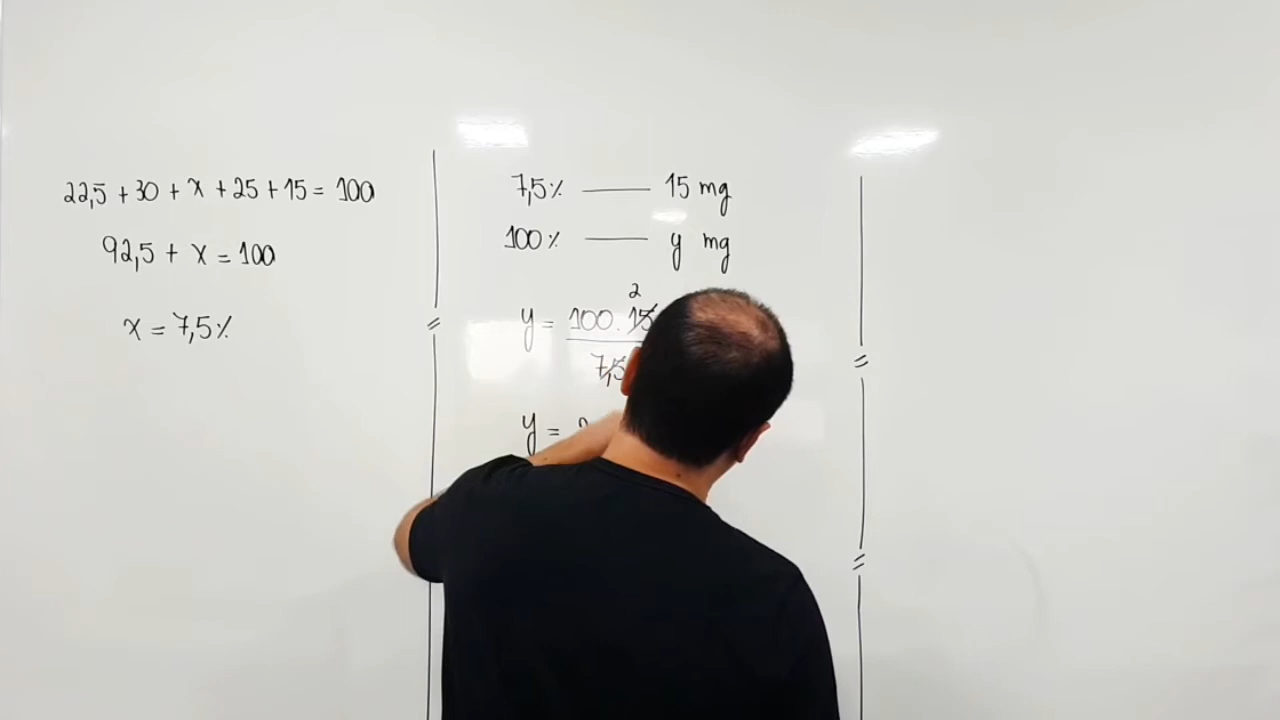 22,5 + 30 + x + 25 + 15 = 100
92,5 + x = 100
x = 7,5%
7,5% —— 15 mg
100% —— y mg
2
y = 100 . 15
7,5
y =